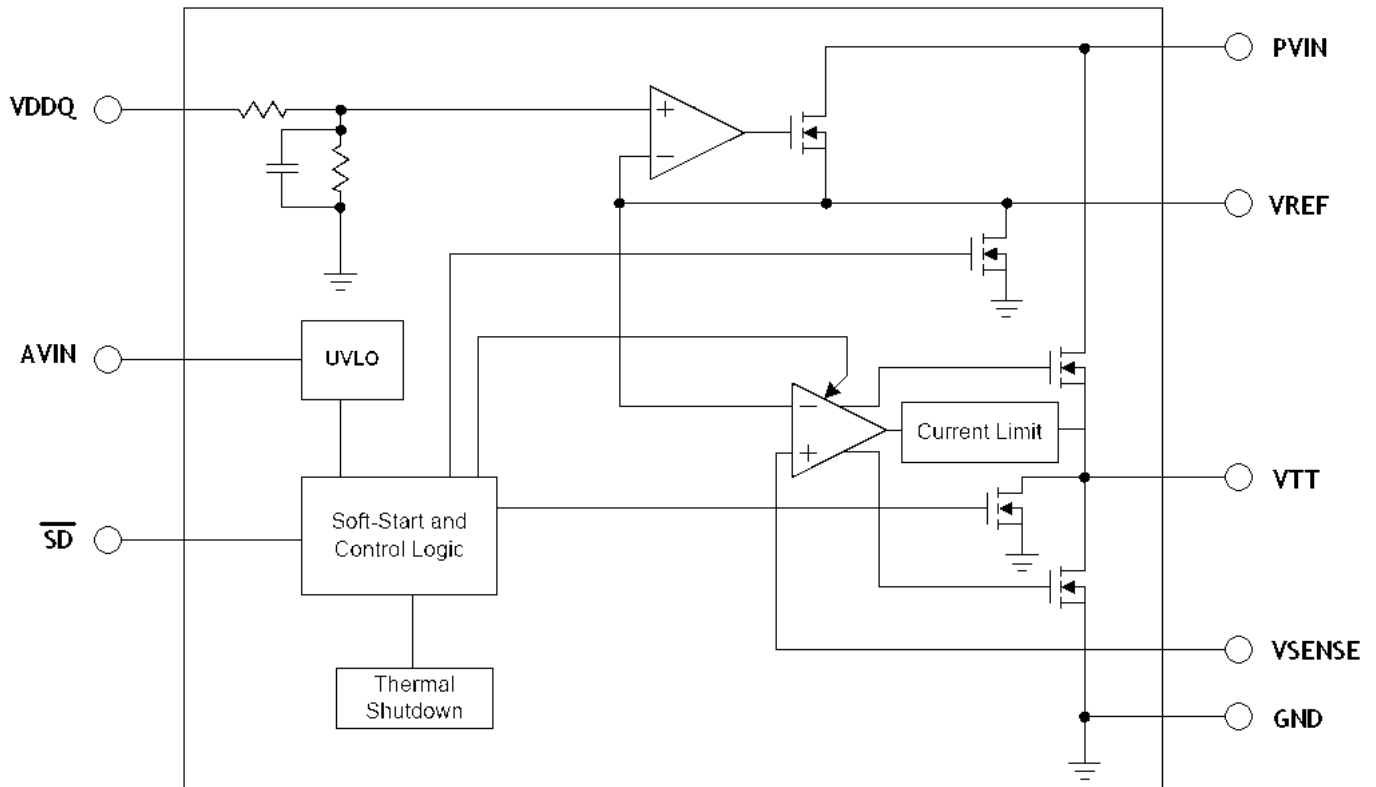 PVIN
VDDQ
+
−
VREF
AVIN
UVLO
−
Current Limit
+
VTT
SD
Soft-Start and
Control Logic
VSENSE
Thermal
Shutdown
GND